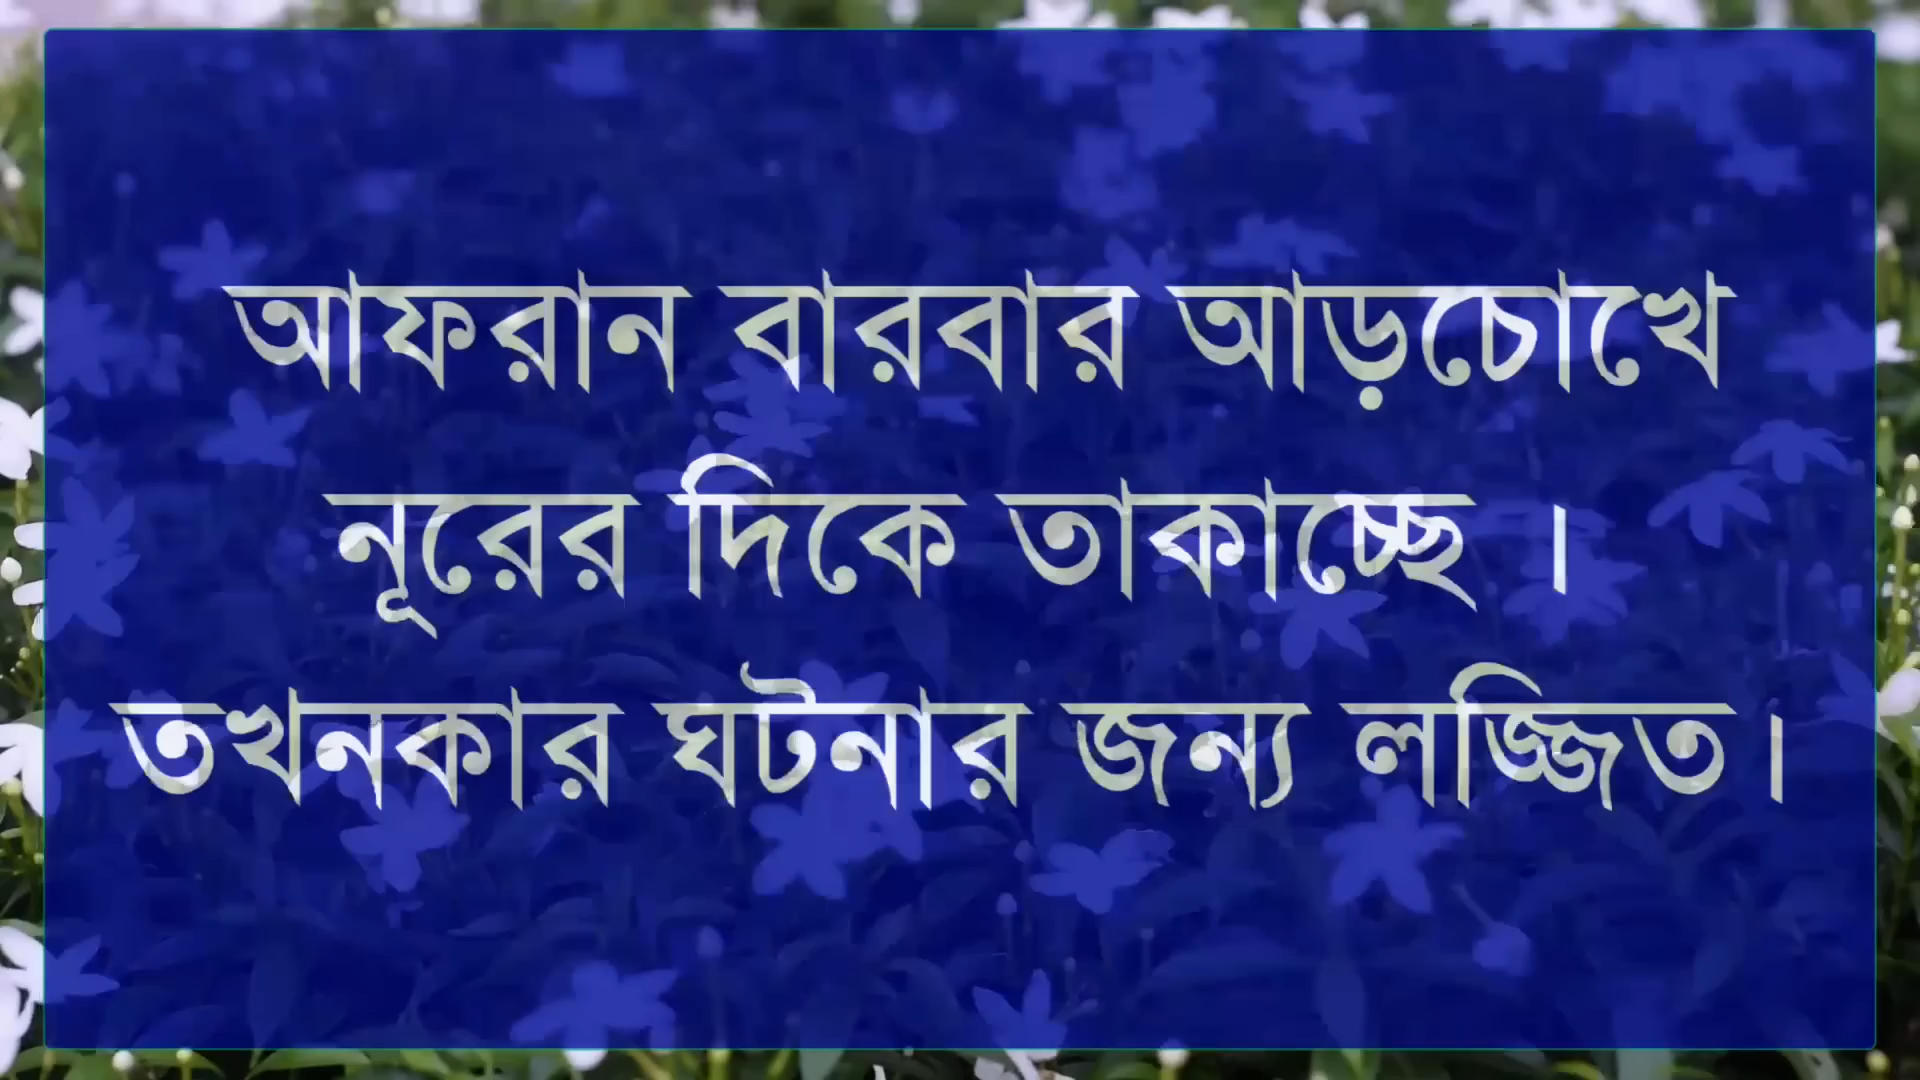 আফরান বারবার আড়চোখে
নূরের দিকে তাকাচ্ছে ।
তখনকার ঘটনার জন্য লজ্জিত।